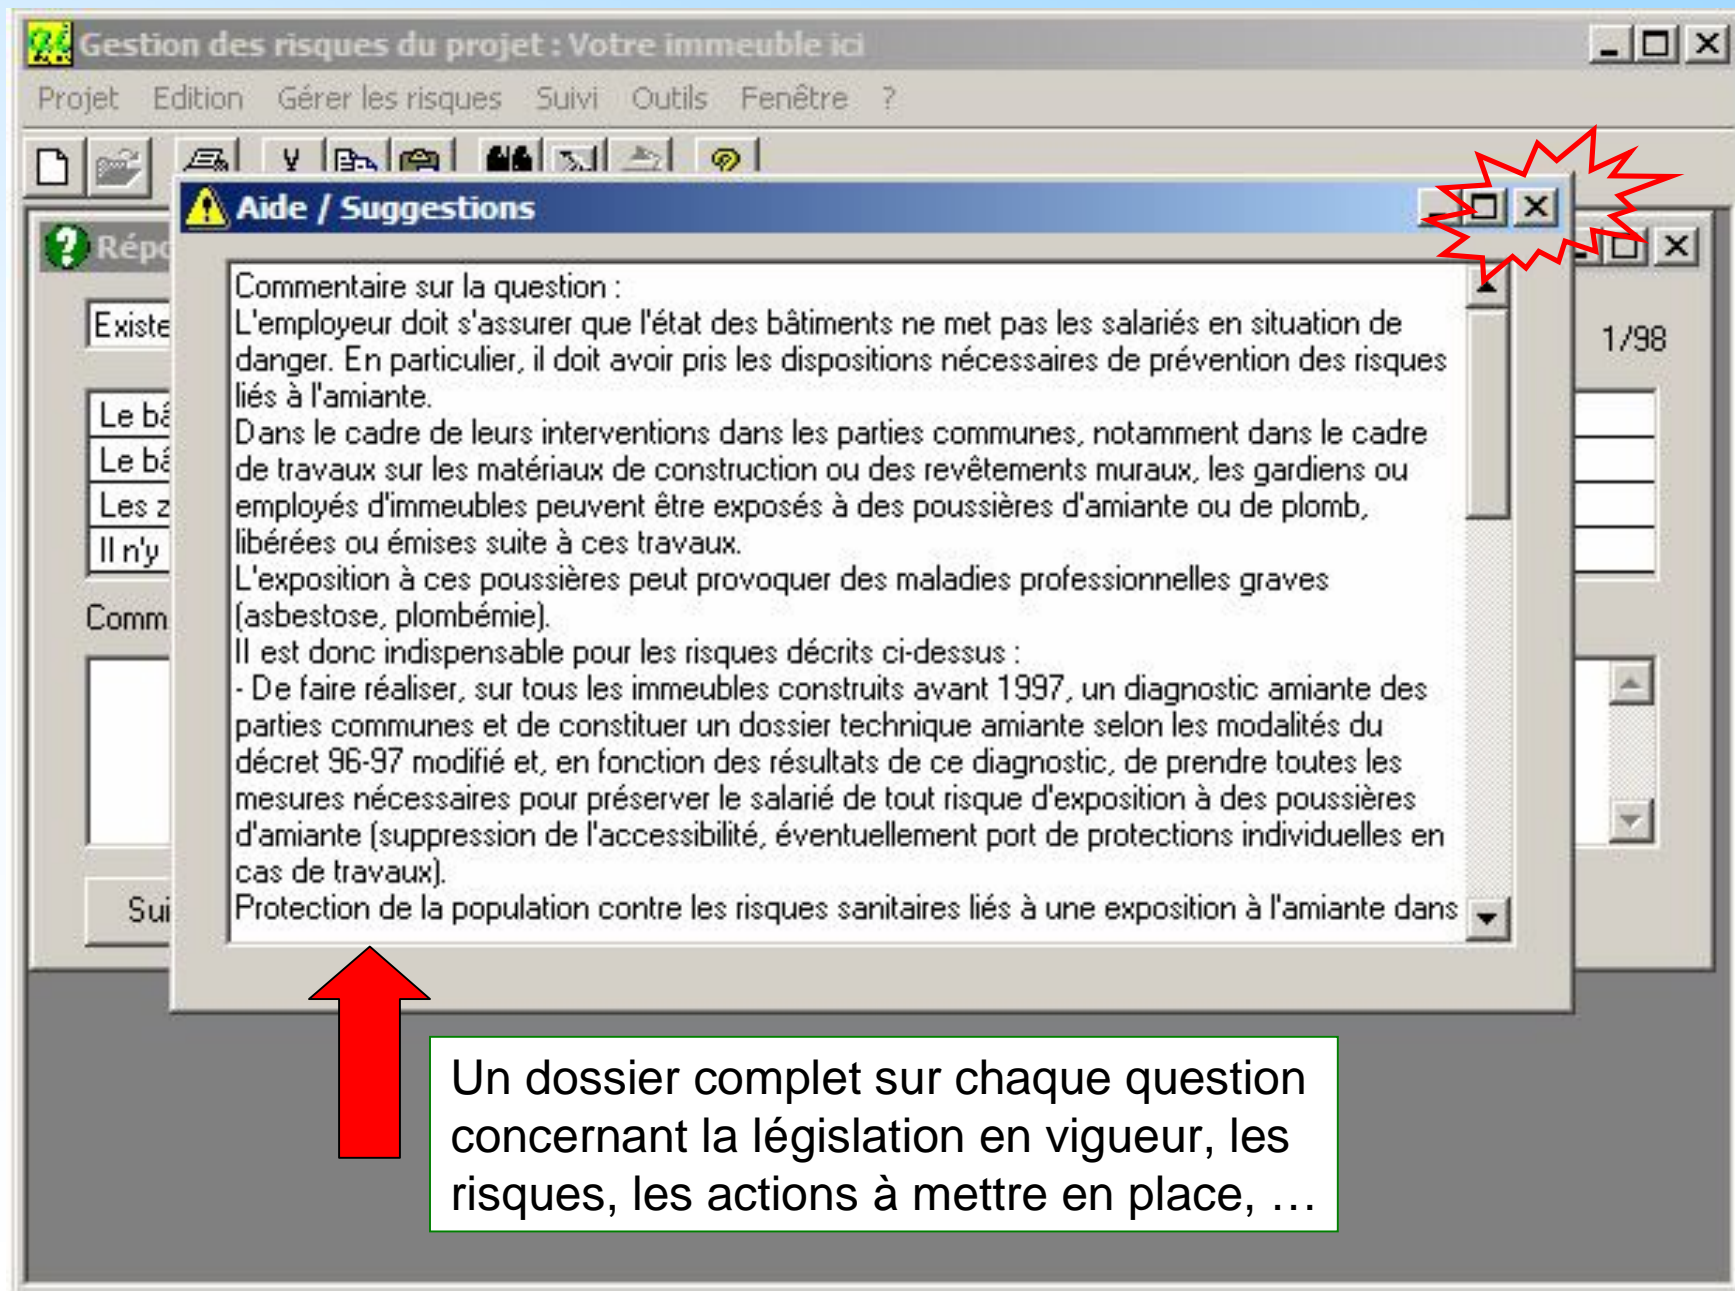 Gestion des risques du projet : Votre immeuble ici
Projet Edition Gérer les risques Suivi Outils Fenêtre ?
Aide / Suggestions
Commentaire sur la question :
L'employeur doit s'assurer que l'état des bâtiments ne met pas les salariés en situation de
danger. En particulier, il doit avoir pris les dispositions nécessaires de prévention des risques
liés à l'amiante.
Dans le cadre de leurs interventions dans les parties communes, notamment dans le cadre
de travaux sur les matériaux de construction ou des revêtements muraux, les gardiens ou
employés d'immeubles peuvent être exposés à des poussières d'amiante ou de plomb,
libérées ou émises suite à ces travaux.
L'exposition à ces poussières peut provoquer des maladies professionnelles graves
(asbestose, plombémie).
Il est donc indispensable pour les risques décrits ci-dessus :
- De faire réaliser, sur tous les immeubles construits avant 1997, un diagnostic amiante des
parties communes et de constituer un dossier technique amiante selon les modalités du
décret 96-97 modifié et, en fonction des résultats de ce diagnostic, de prendre toutes les
mesures nécessaires pour préserver le salarié de tout risque d'exposition à des poussières
d'amiante (suppression de l'accessibilité, éventuellement port de protections individuelles en
cas de travaux).
Protection de la population contre les risques sanitaires liés à une exposition à l'amiante dans
Répo
Existe
1/98
Le bâ
Le bâ
Les z
Il n'y
Comm
Sui
Un dossier complet sur chaque question
concernant la législation en vigueur, les
risques, les actions à mettre en place, …